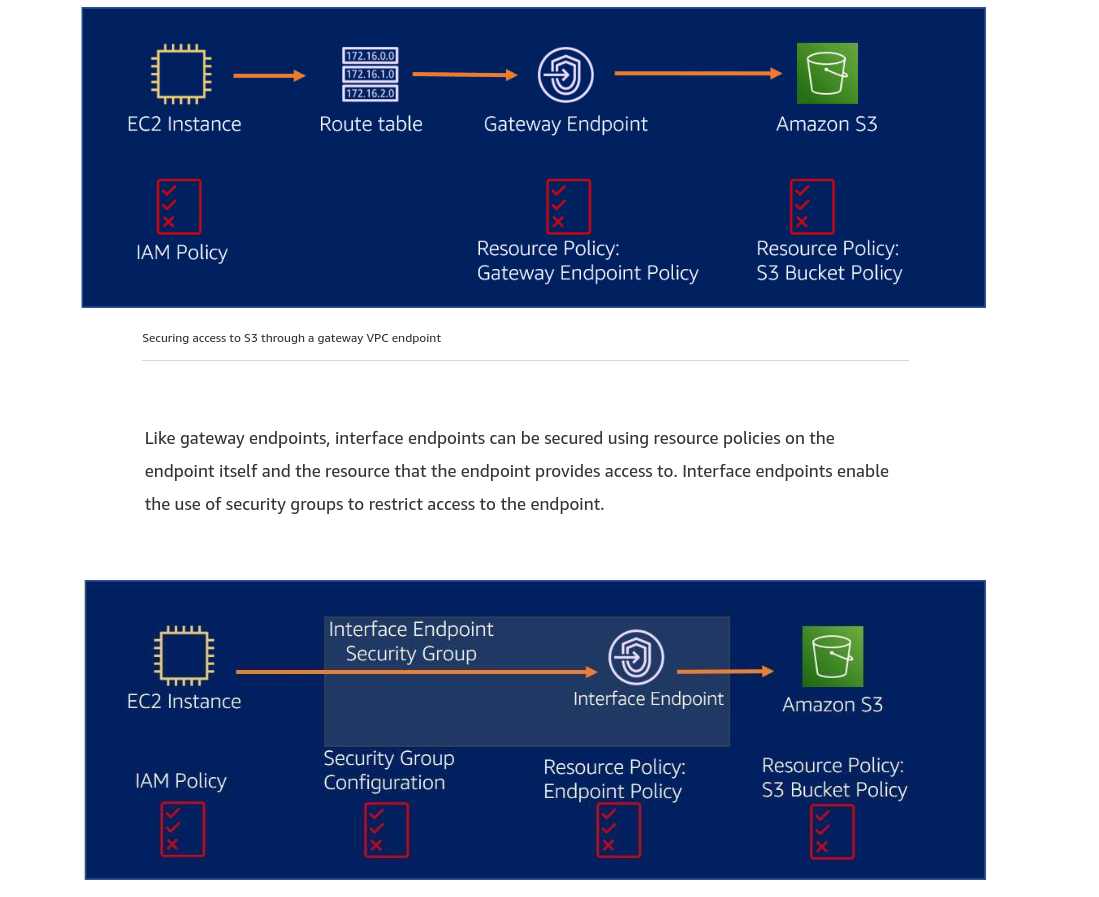 172.16.0.0
172.16.1.0
172.16.2.0
EC2 Instance
Route table
Gateway Endpoint
Amazon S3
IAM Policy
Resource Policy:
Gateway Endpoint Policy
Resource Policy:
S3 Bucket Policy
Securing access to S3 through a gateway VPC endpoint
Like gateway endpoints, interface endpoints can be secured using resource policies on the
endpoint itself and the resource that the endpoint provides access to. Interface endpoints enable
the use of security groups to restrict access to the endpoint.
Interface Endpoint
Security Group
EC2 Instance
Interface Endpoint
Amazon S3
IAM Policy
Security Group
Configuration
Resource Policy:
Endpoint Policy
Resource Policy:
S3 Bucket Policy